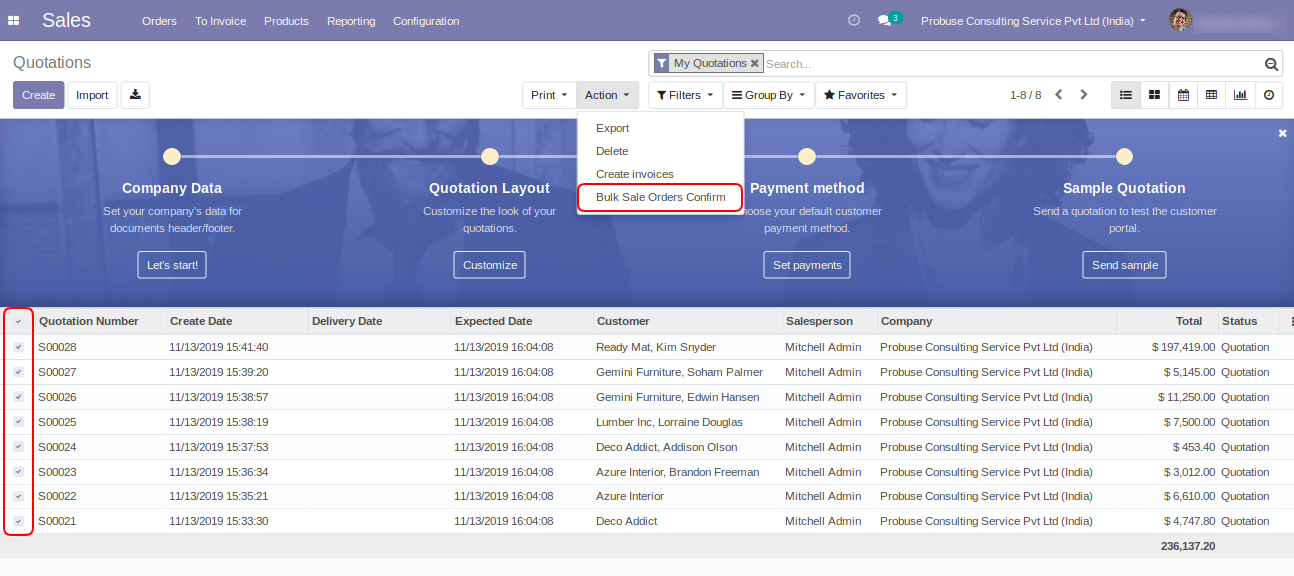 Sales Orders To Invoice Products Reporting Configuration 3 Probuse Consulting Service Pvt Ltd (India)
Quotations My Quotations Search...
Create Import Print Action Filters Group By Favorites 1-8 / 8
Export
Delete
Create invoices
Bulk Sale Orders Confirm
Company Data
Set your company's data for
documents header/footer.
Let's start!
Quotation Layout
Customize the look of your
quotations.
Customize
Payment method
oose your default customer
payment method.
Set payments
Sample Quotation
Send a quotation to test the customer
portal.
Send sample
Quotation Number Create Date Delivery Date Expected Date Customer Salesperson Company Total Status
S00028 11/13/2019 15:41:40 11/13/2019 16:04:08 Ready Mat, Kim Snyder Mitchell Admin Probuse Consulting Service Pvt Ltd (India) $ 197,419.00 Quotation
S00027 11/13/2019 15:39:20 11/13/2019 16:04:08 Gemini Furniture, Soham Palmer Mitchell Admin Probuse Consulting Service Pvt Ltd (India) $ 5,145.00 Quotation
S00026 11/13/2019 15:38:57 11/13/2019 16:04:08 Gemini Furniture, Edwin Hansen Mitchell Admin Probuse Consulting Service Pvt Ltd (India) $ 11,250.00 Quotation
S00025 11/13/2019 15:38:19 11/13/2019 16:04:08 Lumber Inc, Lorraine Douglas Mitchell Admin Probuse Consulting Service Pvt Ltd (India) $ 7,500.00 Quotation
S00024 11/13/2019 15:37:53 11/13/2019 16:04:08 Deco Addict, Addison Olson Mitchell Admin Probuse Consulting Service Pvt Ltd (India) $ 453.40 Quotation
S00023 11/13/2019 15:36:34 11/13/2019 16:04:08 Azure Interior, Brandon Freeman Mitchell Admin Probuse Consulting Service Pvt Ltd (India) $ 3,012.00 Quotation
S00022 11/13/2019 15:35:21 11/13/2019 16:04:08 Azure Interior Mitchell Admin Probuse Consulting Service Pvt Ltd (India) $ 6,610.00 Quotation
S00021 11/13/2019 15:33:30 11/13/2019 16:04:08 Deco Addict Mitchell Admin Probuse Consulting Service Pvt Ltd (India) $ 4,747.80 Quotation
236,137.20